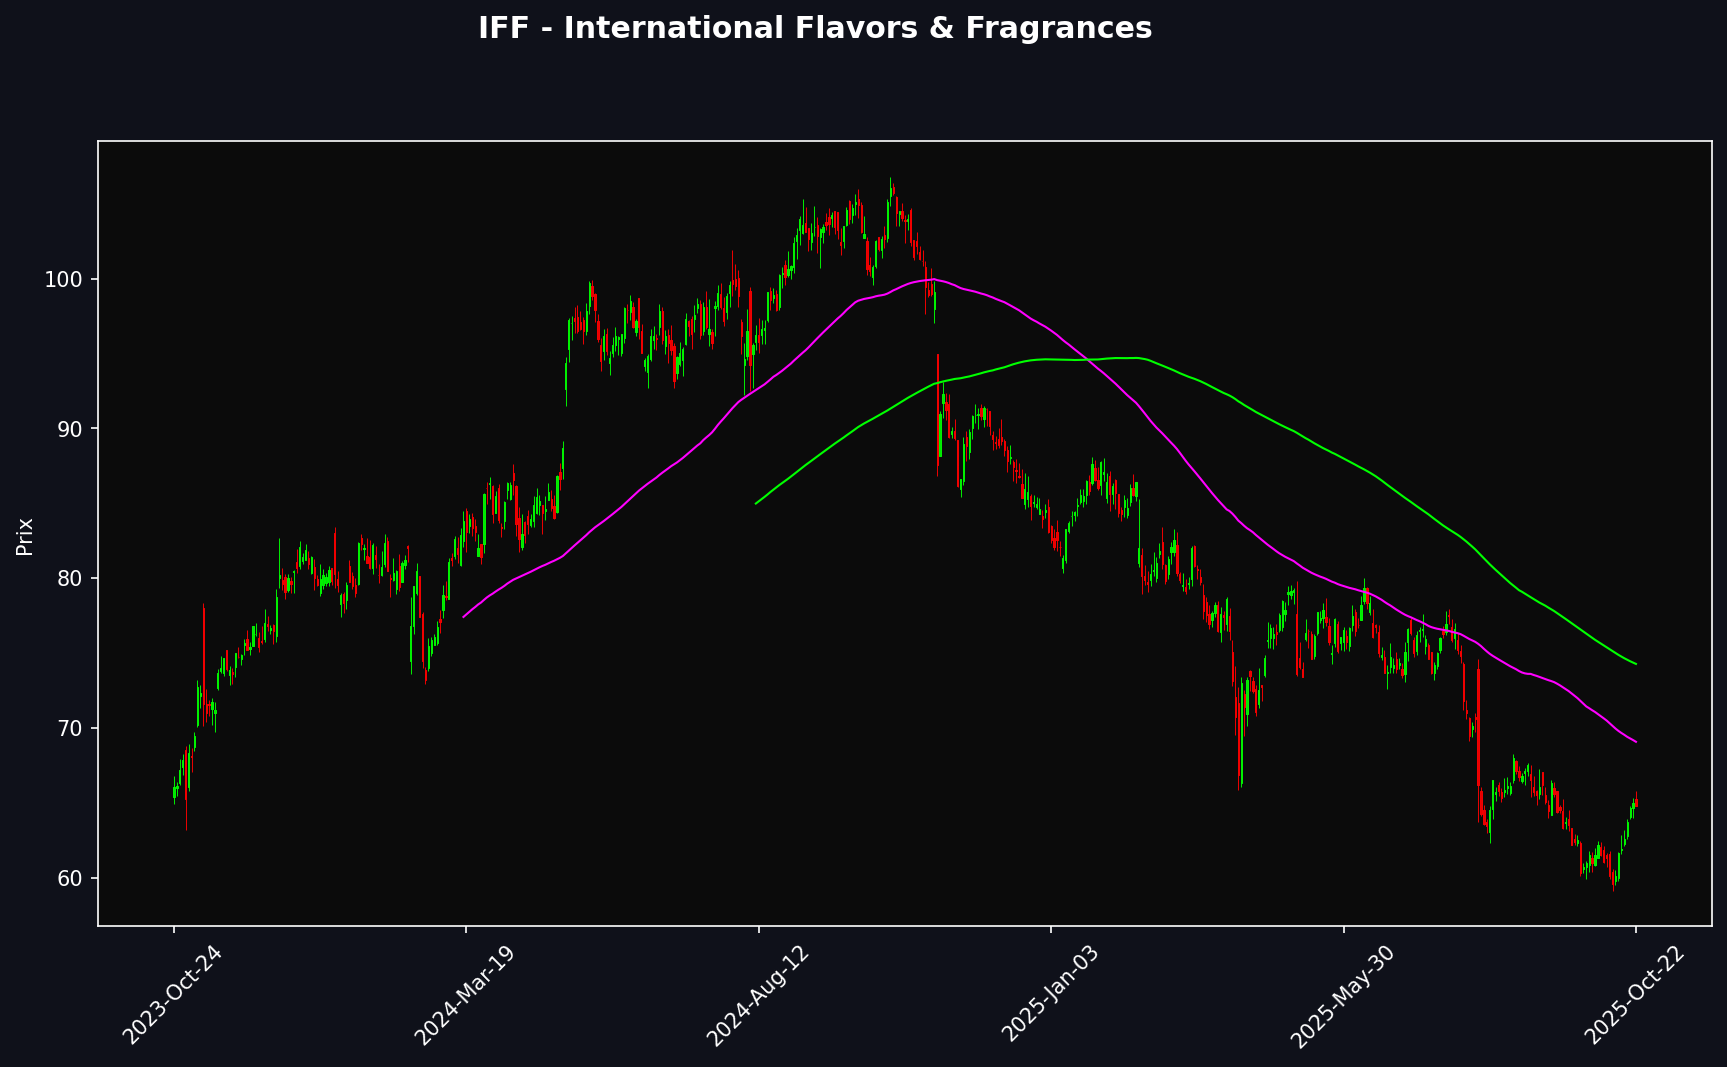 IFF - International Flavors & Fragrances
Prix
100
90
80
70
60
2023-Oct-24
2024-Mar-19
2024-Aug-12
2025-Jan-03
2025-May-30
2025-Oct-22